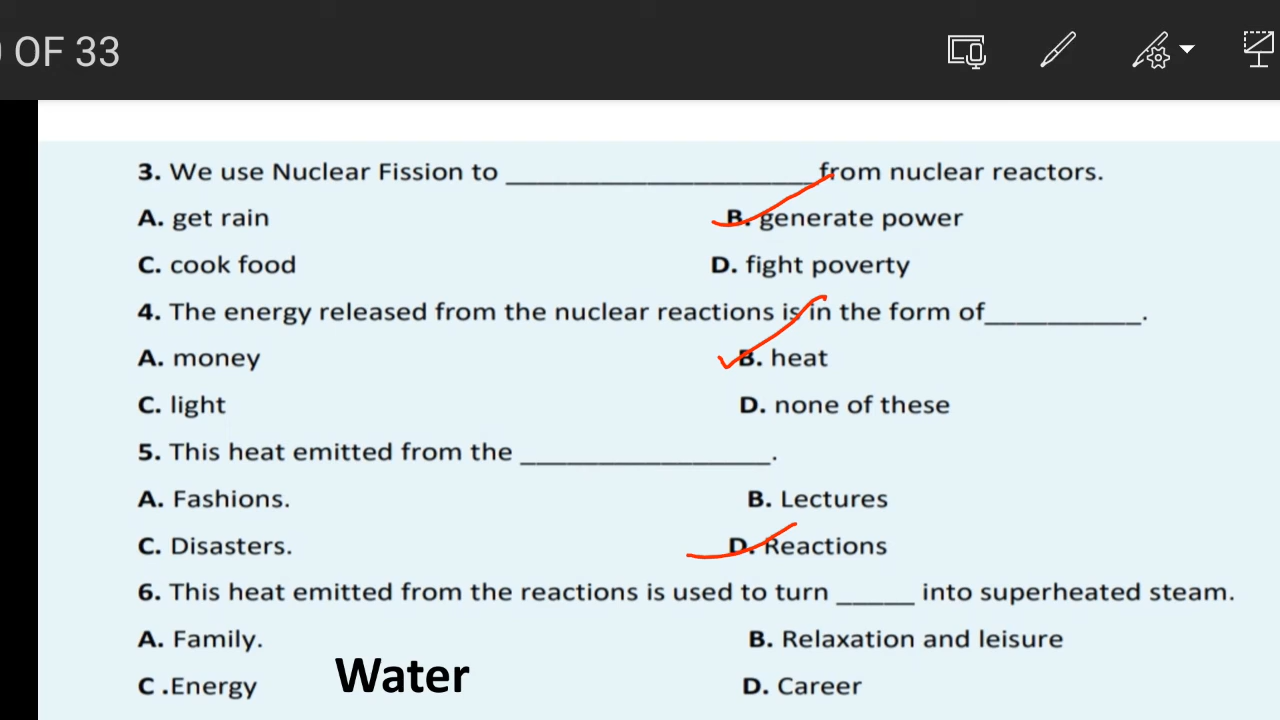 OF 33
3. We use Nuclear Fission to ____________________ from nuclear reactors.
A. get rain B. generate power
C. cook food D. fight poverty
4. The energy released from the nuclear reactions is in the form of__________.
A. money B. heat
C. light D. none of these
5. This heat emitted from the ________________.
A. Fashions. B. Lectures
C. Disasters. D. Reactions
6. This heat emitted from the reactions is used to turn _____ into superheated steam.
A. Family. B. Relaxation and leisure
C .Energy Water D. Career